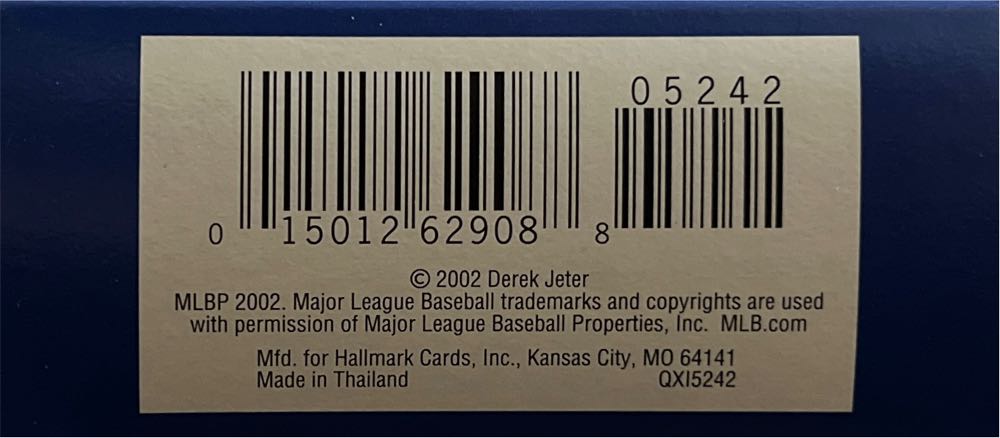 05242
0 15012 62908 8
© 2002 Derek Jeter
MLBP 2002. Major League Baseball trademarks and copyrights are used
with permission of Major League Baseball Properties, Inc. MLB.com
Mfd. for Hallmark Cards, Inc., Kansas City, MO 64141
Made in Thailand QXI5242